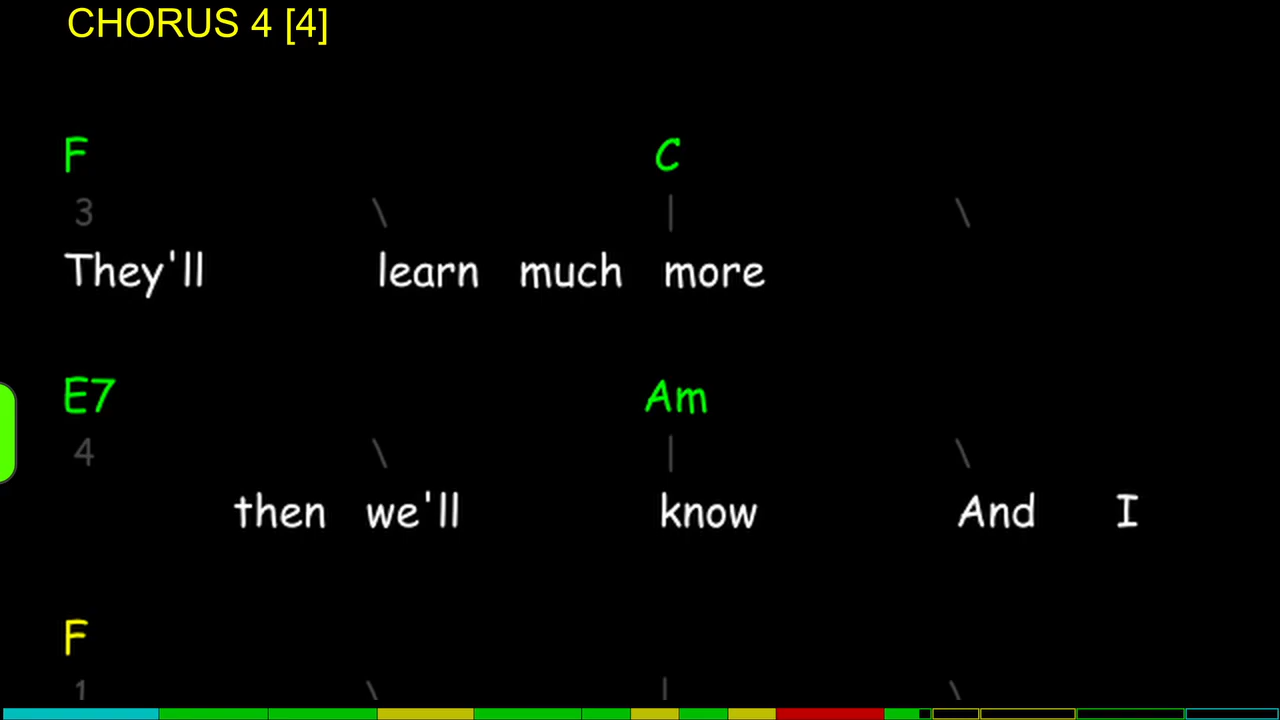 CHORUS 4 [4]
F C
3 \ | \
They'll learn much more
E7 Am
4 \ | \
then we'll know And I
F
1 \ | \